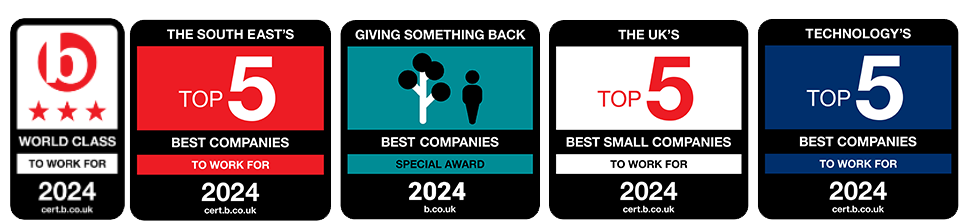 b
WORLD CLASS
TO WORK FOR
2024
cert.b.co.uk
THE SOUTH EAST'S
TOP 5
BEST COMPANIES
TO WORK FOR
2024
cert.b.co.uk
GIVING SOMETHING BACK
BEST COMPANIES
SPECIAL AWARD
2024
b.co.uk
THE UK'S
TOP 5
BEST SMALL COMPANIES
TO WORK FOR
2024
cert.b.co.uk
TECHNOLOGY'S
TOP 5
BEST COMPANIES
TO WORK FOR
2024
cert.b.co.uk